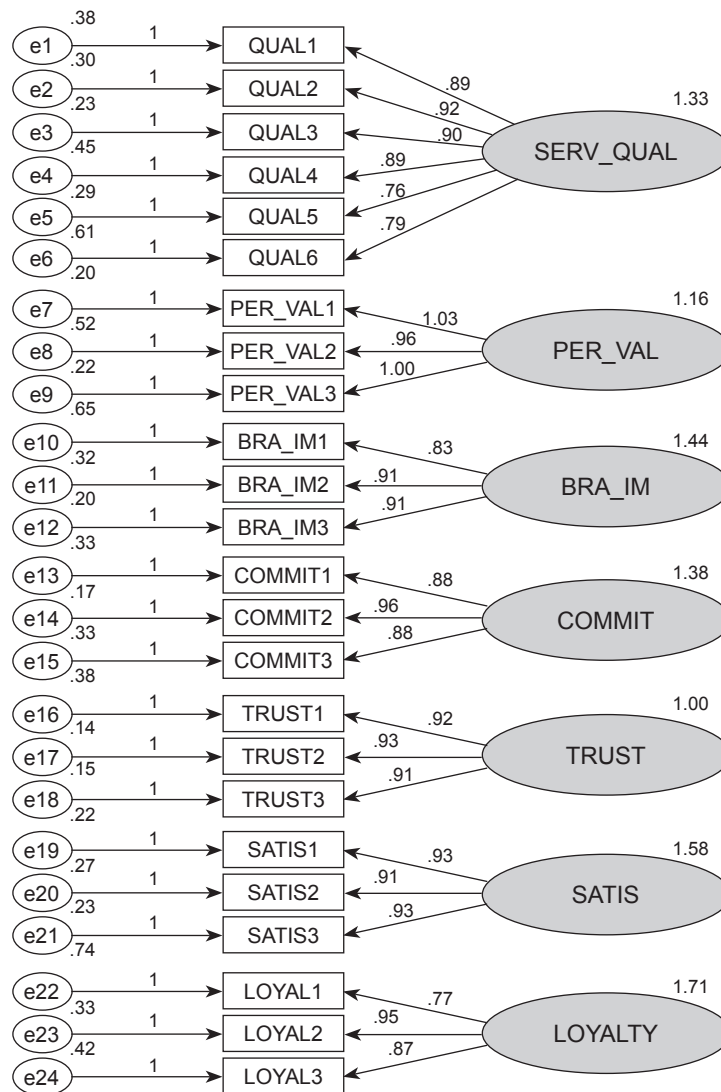 .38
e1 1 QUAL1
.30
.89
e2 1 QUAL2
.23
.92
1.33
e3 1 QUAL3
.45
.90
SERV_QUAL
e4 1 QUAL4
.29
.89
e5 1 QUAL5
.61
.76
e6 1 QUAL6
.20
.79
e7 1 PER_VAL1
.52
1.03
1.16
e8 1 PER_VAL2
.22
.96
PER_VAL
e9 1 PER_VAL3
.65
1.00
e10 1 BRA_IM1
.32
.83
1.44
e11 1 BRA_IM2
.20
.91
BRA_IM
e12 1 BRA_IM3
.33
.91
e13 1 COMMIT1
.17
.88
1.38
e14 1 COMMIT2
.33
.96
COMMIT
e15 1 COMMIT3
.38
.88
e16 1 TRUST1
.14
.92
1.00
e17 1 TRUST2
.15
.93
TRUST
e18 1 TRUST3
.22
.91
e19 1 SATIS1
.27
.93
1.58
e20 1 SATIS2
.23
.91
SATIS
e21 1 SATIS3
.74
.93
e22 1 LOYAL1
.33
.77
1.71
e23 1 LOYAL2
.42
.95
LOYALTY
e24 1 LOYAL3
.87